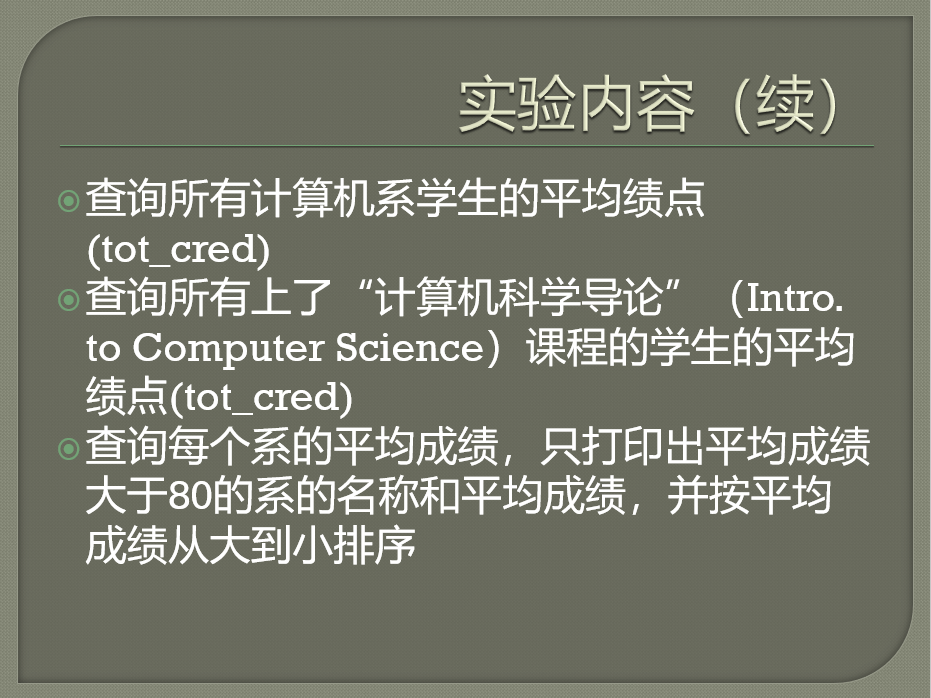 实验内容（续）
查询所有计算机系学生的平均绩点
(tot_cred)
查询所有上了“计算机科学导论”（Intro.
to Computer Science）课程的学生的平均
绩点(tot_cred)
查询每个系的平均成绩，只打印出平均成绩
大于80的系的名称和平均成绩，并按平均
成绩从大到小排序